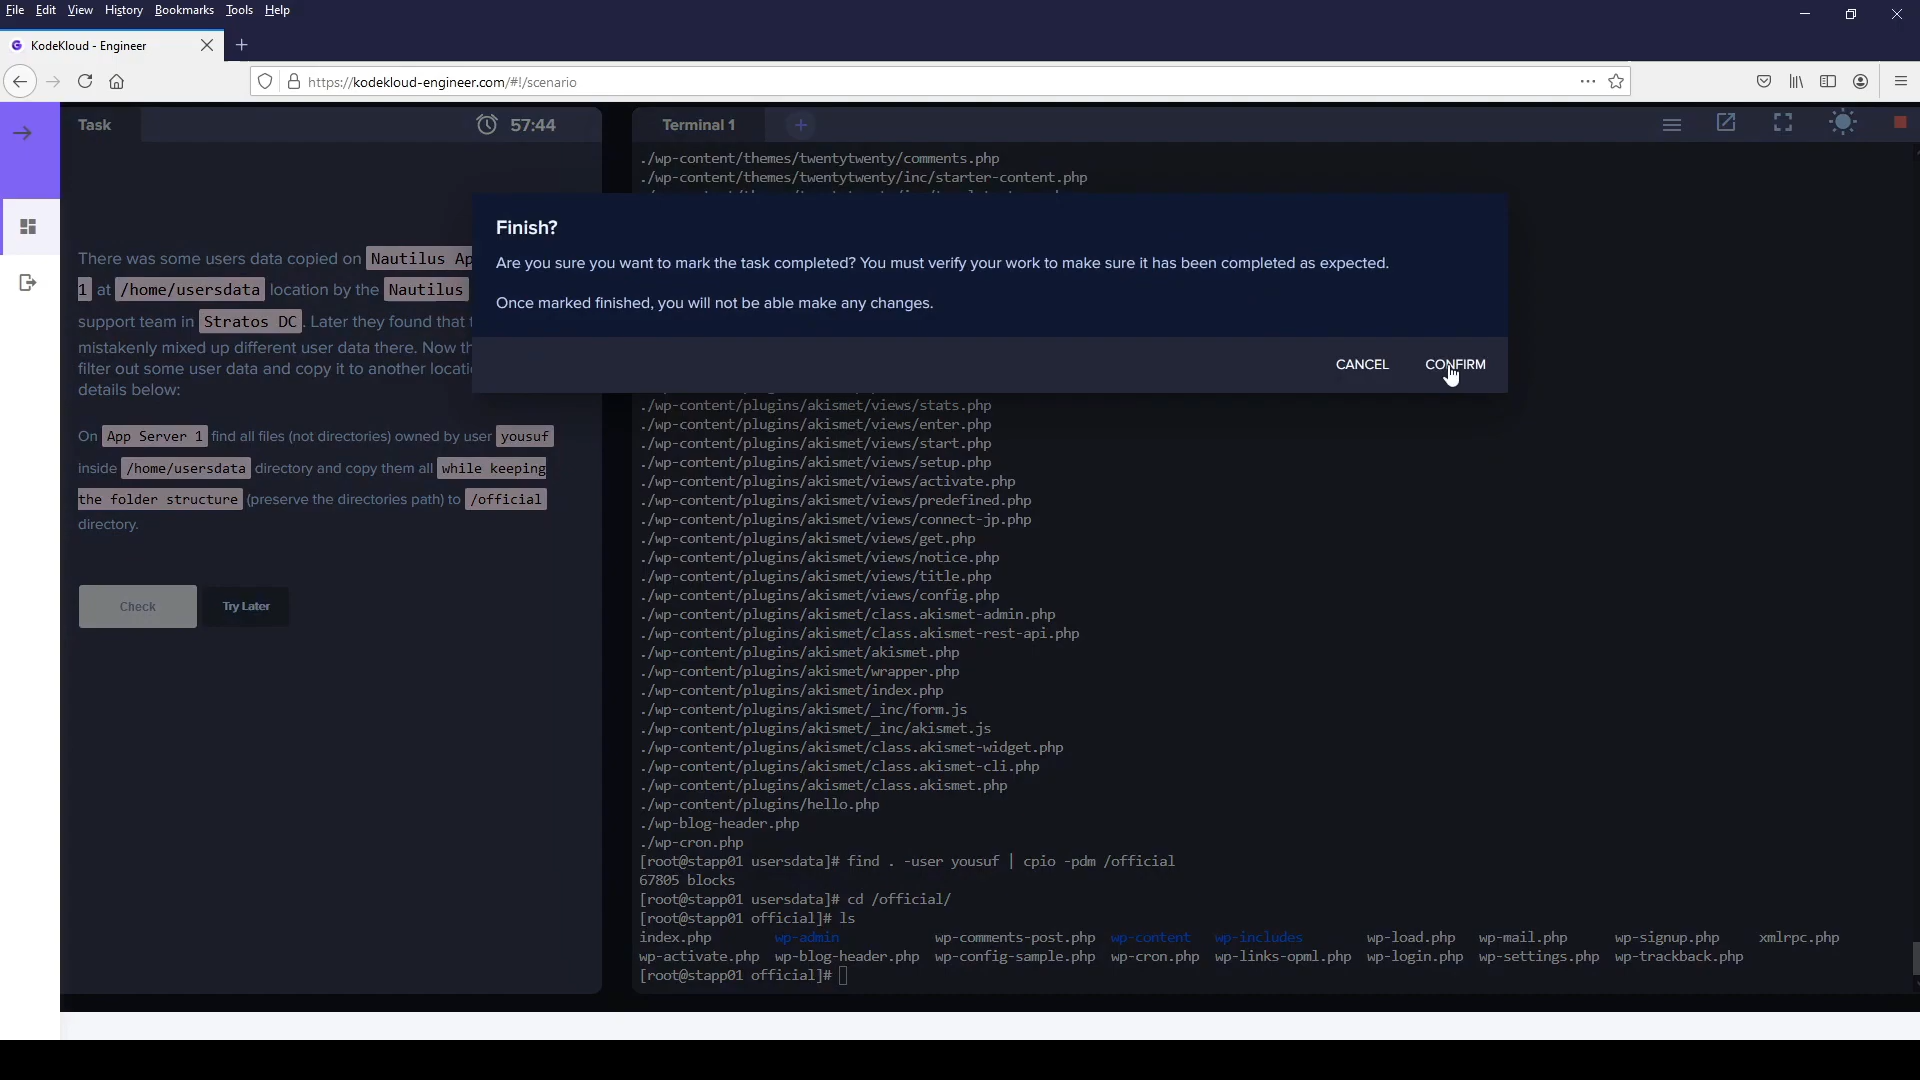 File Edit View History Bookmarks Tools Help
KodeKloud - Engineer
https://kodekloud-engineer.com/#!/scenario
Task
57:44
Terminal 1
There was some users data copied on Nautilus Ap
1 at /home/usersdata location by the Nautilus
support team in Stratos DC. Later they found that
mistakenly mixed up different user data there. Now th
filter out some user data and copy it to another locati
details below:
On App Server 1 find all files (not directories) owned by user yousuf
inside /home/usersdata directory and copy them all while keeping
the folder structure (preserve the directories path) to /official
directory.
Check
Try Later
./wp-content/themes/twentytwenty/comments.php
./wp-content/themes/twentytwenty/inc/starter-content.php
Finish?
Are you sure you want to mark the task completed? You must verify your work to make sure it has been completed as expected.
Once marked finished, you will not be able make any changes.
CANCEL
CONFIRM
./wp-content/plugins/akismet/views/stats.php
./wp-content/plugins/akismet/views/enter.php
./wp-content/plugins/akismet/views/start.php
./wp-content/plugins/akismet/views/setup.php
./wp-content/plugins/akismet/views/activate.php
./wp-content/plugins/akismet/views/predefined.php
./wp-content/plugins/akismet/views/connect-jp.php
./wp-content/plugins/akismet/views/get.php
./wp-content/plugins/akismet/views/notice.php
./wp-content/plugins/akismet/views/title.php
./wp-content/plugins/akismet/views/config.php
./wp-content/plugins/akismet/class.akismet-admin.php
./wp-content/plugins/akismet/class.akismet-rest-api.php
./wp-content/plugins/akismet/akismet.php
./wp-content/plugins/akismet/wrapper.php
./wp-content/plugins/akismet/index.php
./wp-content/plugins/akismet/_inc/form.js
./wp-content/plugins/akismet/_inc/akismet.js
./wp-content/plugins/akismet/class.akismet-widget.php
./wp-content/plugins/akismet/class.akismet-cli.php
./wp-content/plugins/akismet/class.akismet.php
./wp-content/plugins/hello.php
./wp-blog-header.php
./wp-cron.php
[root@stapp01 usersdata]# find . -user yousuf | cpio -pdm /official
67805 blocks
[root@stapp01 usersdata]# cd /official/
[root@stapp01 official]# ls
index.php wp-admin wp-comments-post.php wp-content wp-includes wp-load.php wp-mail.php wp-signup.php xmlrpc.php
wp-activate.php wp-blog-header.php wp-config-sample.php wp-cron.php wp-links-opml.php wp-login.php wp-settings.php wp-trackback.php
[root@stapp01 official]#